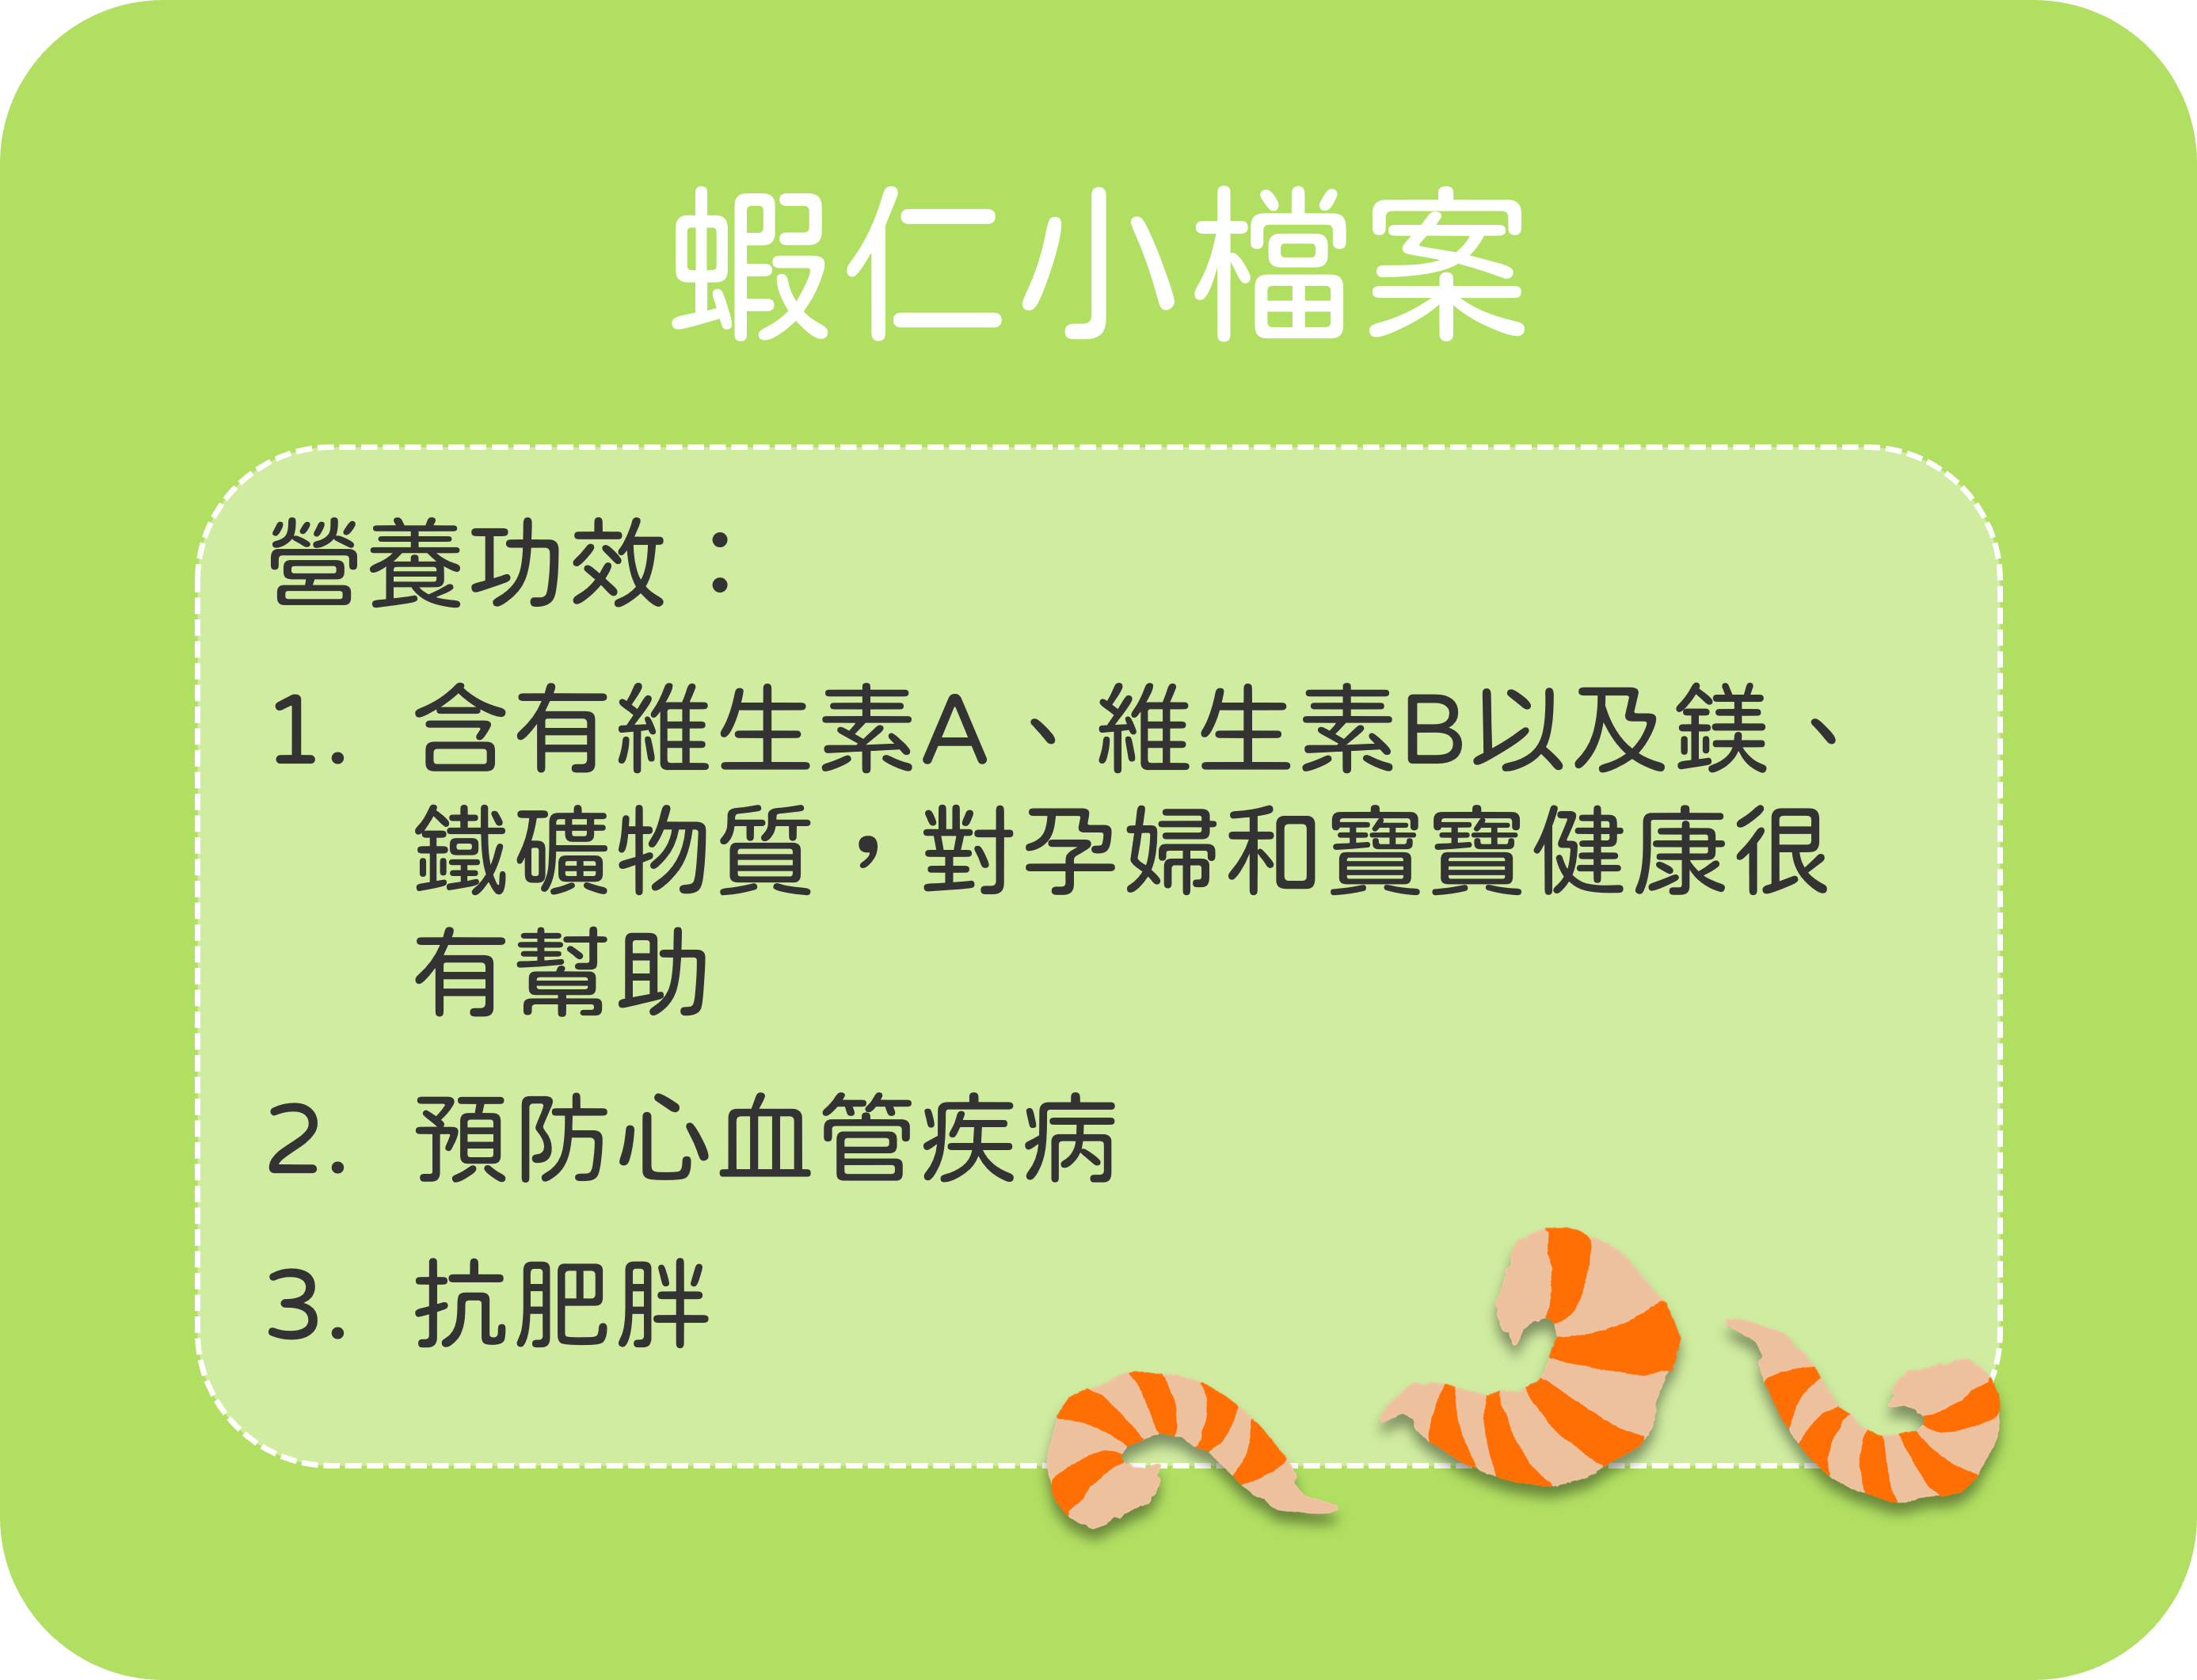 蝦仁小檔案
營養功效：
1. 含有維生素A、維生素B以及鎂、
鐵礦物質，對孕婦和寶寶健康很
有幫助
2. 預防心血管疾病
3. 抗肥胖